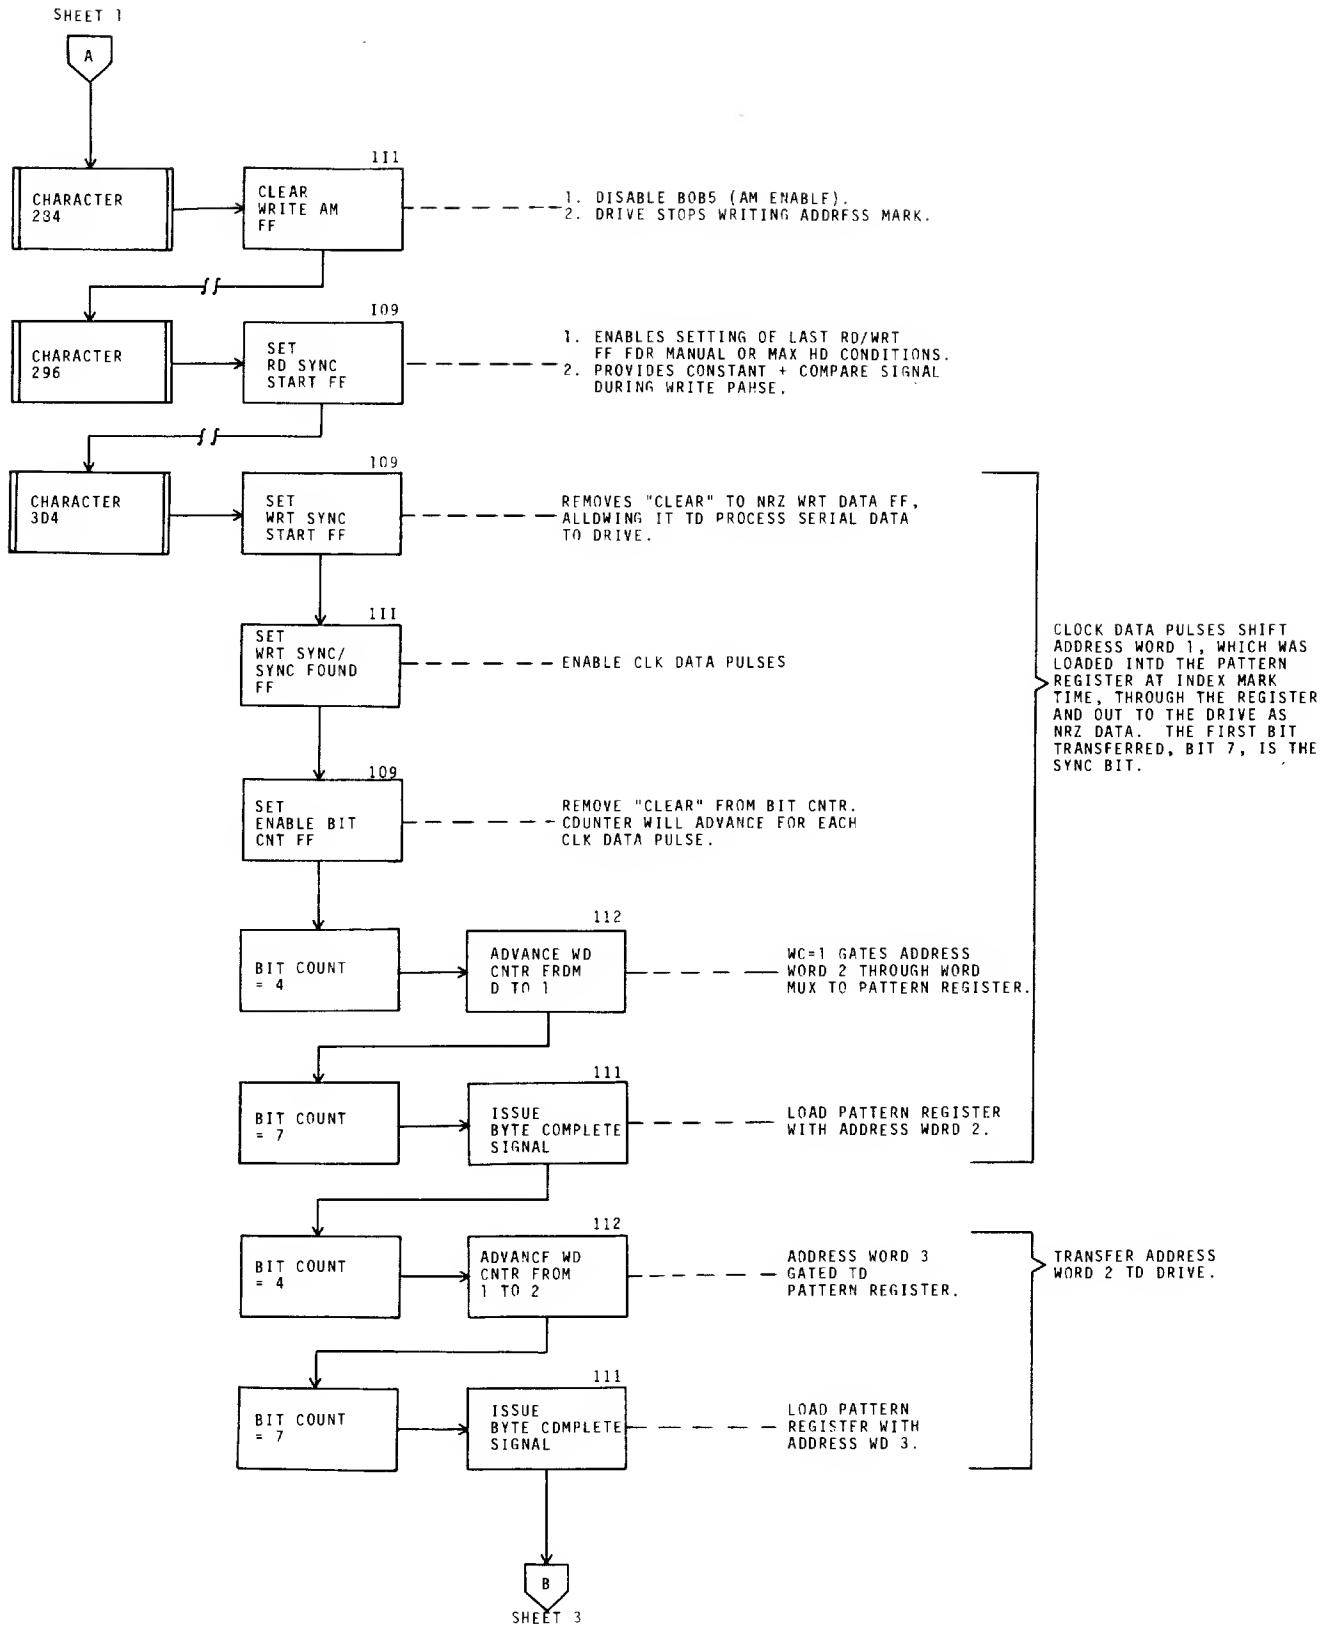 SHEET 1
A
CHARACTER
234
111
CLEAR
WRITE AM
FF
1. DISABLE BOB5 (AM ENABLF).
2. DRIVE STOPS WRITING ADDRFSS MARK.
CHARACTER
296
109
SET
RD SYNC
START FF
1. ENABLES SETTING OF LAST RD/WRT
FF FDR MANUAL OR MAX HD CONDITIONS.
2. PROVIDES CONSTANT + COMPARE SIGNAL
DURING WRITE PAHSE.
CHARACTER
3D4
109
SET
WRT SYNC
START FF
REMOVES "CLEAR" TO NRZ WRT DATA FF,
ALLDWING IT TD PROCESS SERIAL DATA
TO DRIVE.
111
SET
WRT SYNC/
SYNC FOUND
FF
ENABLE CLK DATA PULSES
CLOCK DATA PULSES SHIFT
ADDRESS WORD 1, WHICH WAS
LOADED INTD THE PATTERN
REGISTER AT INDEX MARK
TIME, THROUGH THE REGISTER
AND OUT TO THE DRIVE AS
NRZ DATA. THE FIRST BIT
TRANSFERRED, BIT 7, IS THE
SYNC BIT.
109
SET
ENABLE BIT
CNT FF
REMOVE "CLEAR" FROM BIT CNTR.
COUNTER WILL ADVANCE FOR EACH
CLK DATA PULSE.
BIT COUNT
= 4
112
ADVANCE WD
CNTR FRDM
D TO 1
WC=1 GATES ADDRESS
WORD 2 THROUGH WORD
MUX TO PATTERN REGISTER.
BIT COUNT
= 7
111
ISSUE
BYTE COMPLETE
SIGNAL
LOAD PATTERN REGISTER
WITH ADDRESS WDRD 2.
BIT COUNT
= 4
112
ADVANCF WD
CNTR FROM
1 TO 2
ADDRESS WORD 3
GATED TD
PATTERN REGISTER.
TRANSFER ADDRESS
WORD 2 TD DRIVE.
BIT COUNT
= 7
111
ISSUE
BYTE CDMPLETE
SIGNAL
LOAD PATTERN
REGISTER WITH
ADDRESS WD 3.
B
SHEET 3